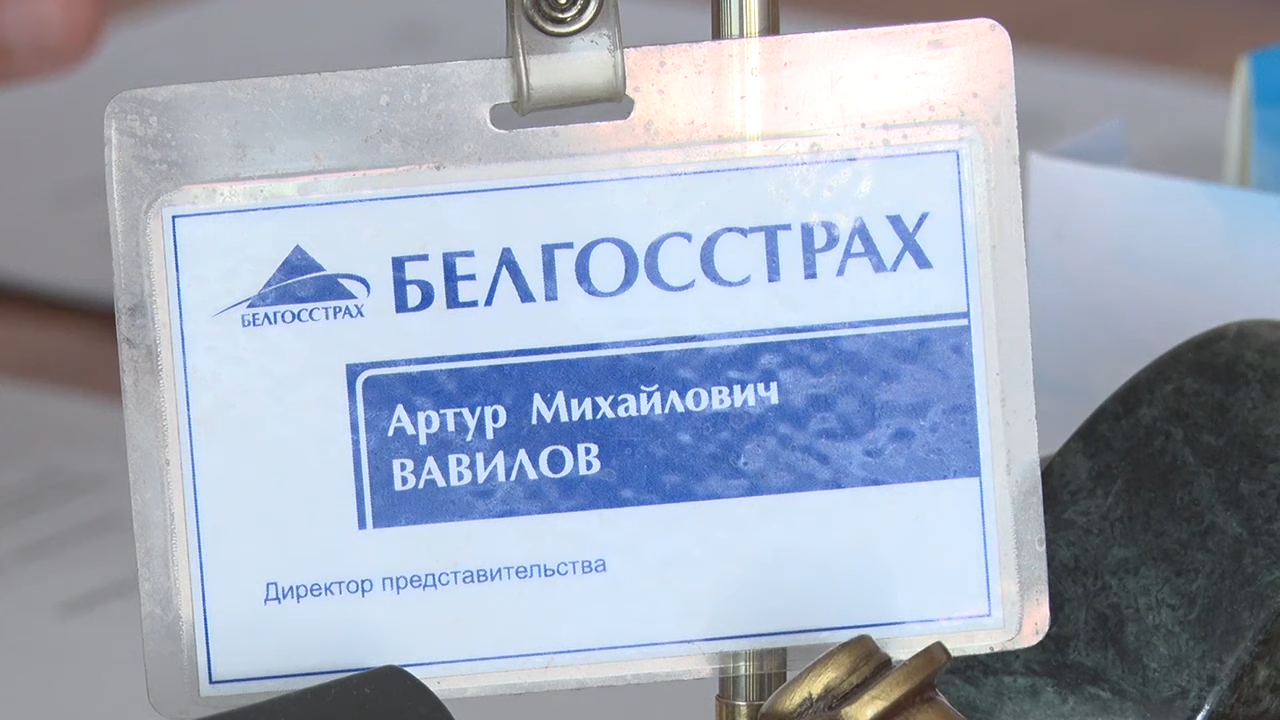 БЕЛГОССТРАХ
БЕЛГОССТРАХ
Артур Михайлович
ВАВИЛОВ
Директор представительства